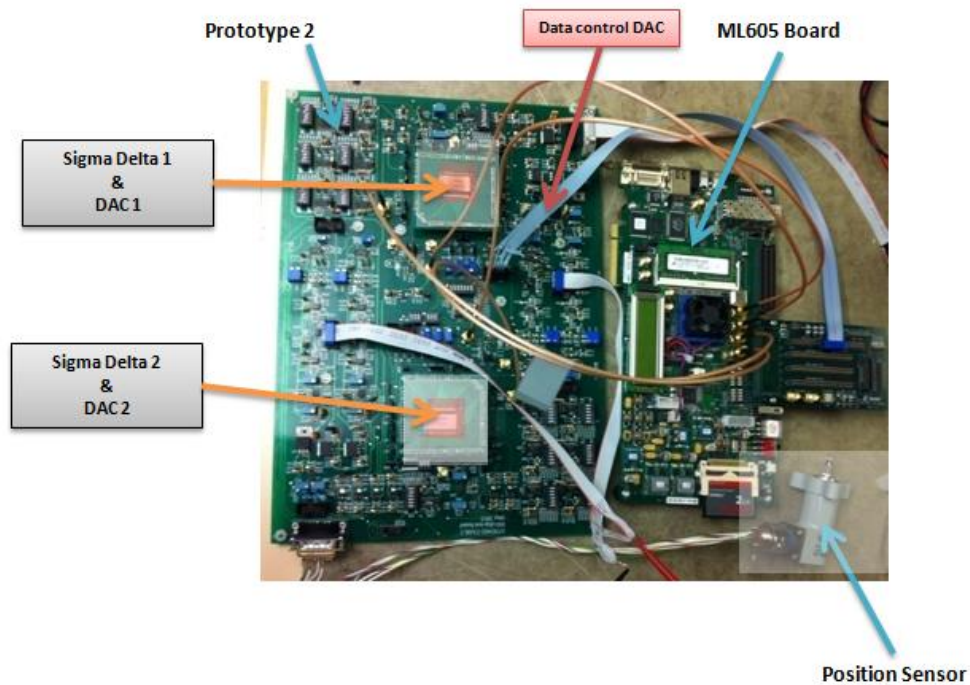 Prototype 2
Data control DAC
ML605 Board
Sigma Delta 1
&
DAC 1
Sigma Delta 2
&
DAC 2
Position Sensor